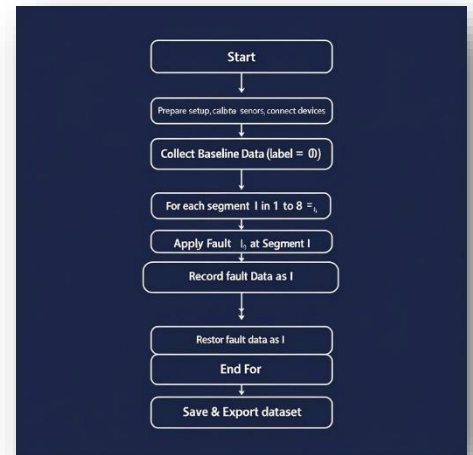 Start
Prepare setup, calbte senors, connect devices
Collect Baseline Data (label = 0)
For each segment I in 1 to 8 =
Apply Fault at Segment I
Record fault Data as I
Restor fault data as I
End For
Save & Export dataset